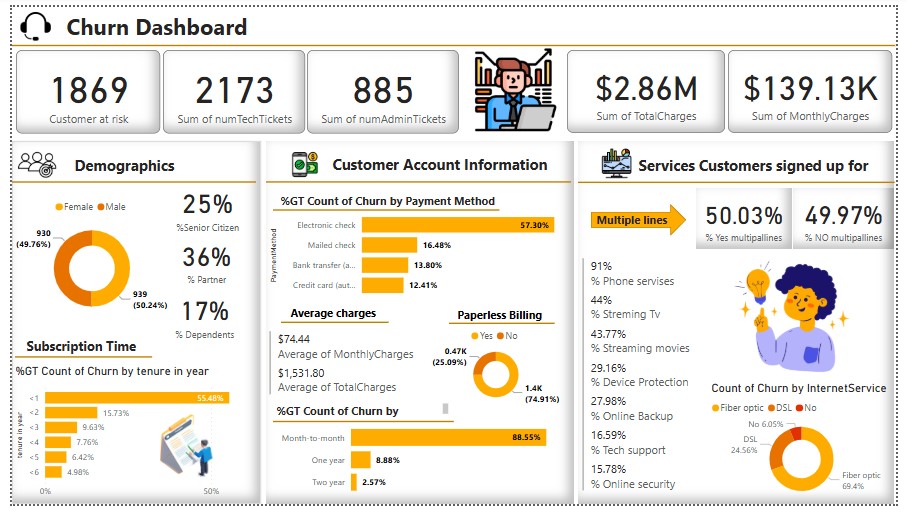 Churn Dashboard
1869
Customer at risk
2173
Sum of numTechTickets
885
Sum of numAdminTickets
$2.86M
Sum of TotalCharges
$139.13K
Sum of MonthlyCharges
Demographics
Female Male
930
(49.76%)
939
(50.24%)
25%
%Senior Citizen
36%
% Partner
17%
% Dependents
Subscription Time
%GT Count of Churn by tenure in year
tenure in year
<1 55.48%
<2 15.73%
<3 9.63%
<4 7.76%
<5 6.42%
<6 4.98%
0% 50%
Customer Account Information
%GT Count of Churn by Payment Method
PaymentMethod
Electronic check 57.30%
Mailed check 16.48%
Bank transfer (a... 13.80%
Credit card (aut... 12.41%
Average charges
$74.44
Average of MonthlyCharges
$1,531.80
Average of TotalCharges
Paperless Billing
Yes No
0.47K
(25.09%)
1.4K
(74.91%)
%GT Count of Churn by
Month-to-month 88.55%
One year 8.88%
Two year 2.57%
Services Customers signed up for
Multiple lines
50.03%
% Yes multipallines
49.97%
% NO multipallines
91%
% Phone servises
44%
% Streming Tv
43.77%
% Streaming movies
29.16%
% Device Protection
27.98%
% Online Backup
16.59%
% Tech support
15.78%
% Online security
Count of Churn by InternetService
Fiber optic DSL No
No 6.05%
DSL
24.56%
Fiber optic
69.4%